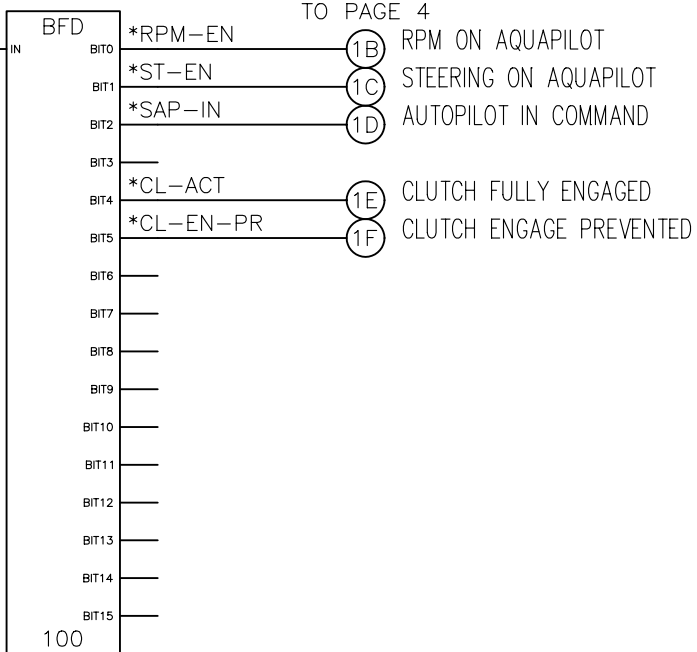 TO PAGE 4
BFD
IN BIT0 *RPM-EN 1B RPM ON AQUAPILOT
BIT1 *ST-EN 1C STEERING ON AQUAPILOT
BIT2 *SAP-IN 1D AUTOPILOT IN COMMAND
BIT3
BIT4 *CL-ACT 1E CLUTCH FULLY ENGAGED
BIT5 *CL-EN-PR 1F CLUTCH ENGAGE PREVENTED
BIT6
BIT7
BIT8
BIT9
BIT10
BIT11
BIT12
BIT13
BIT14
BIT15
100